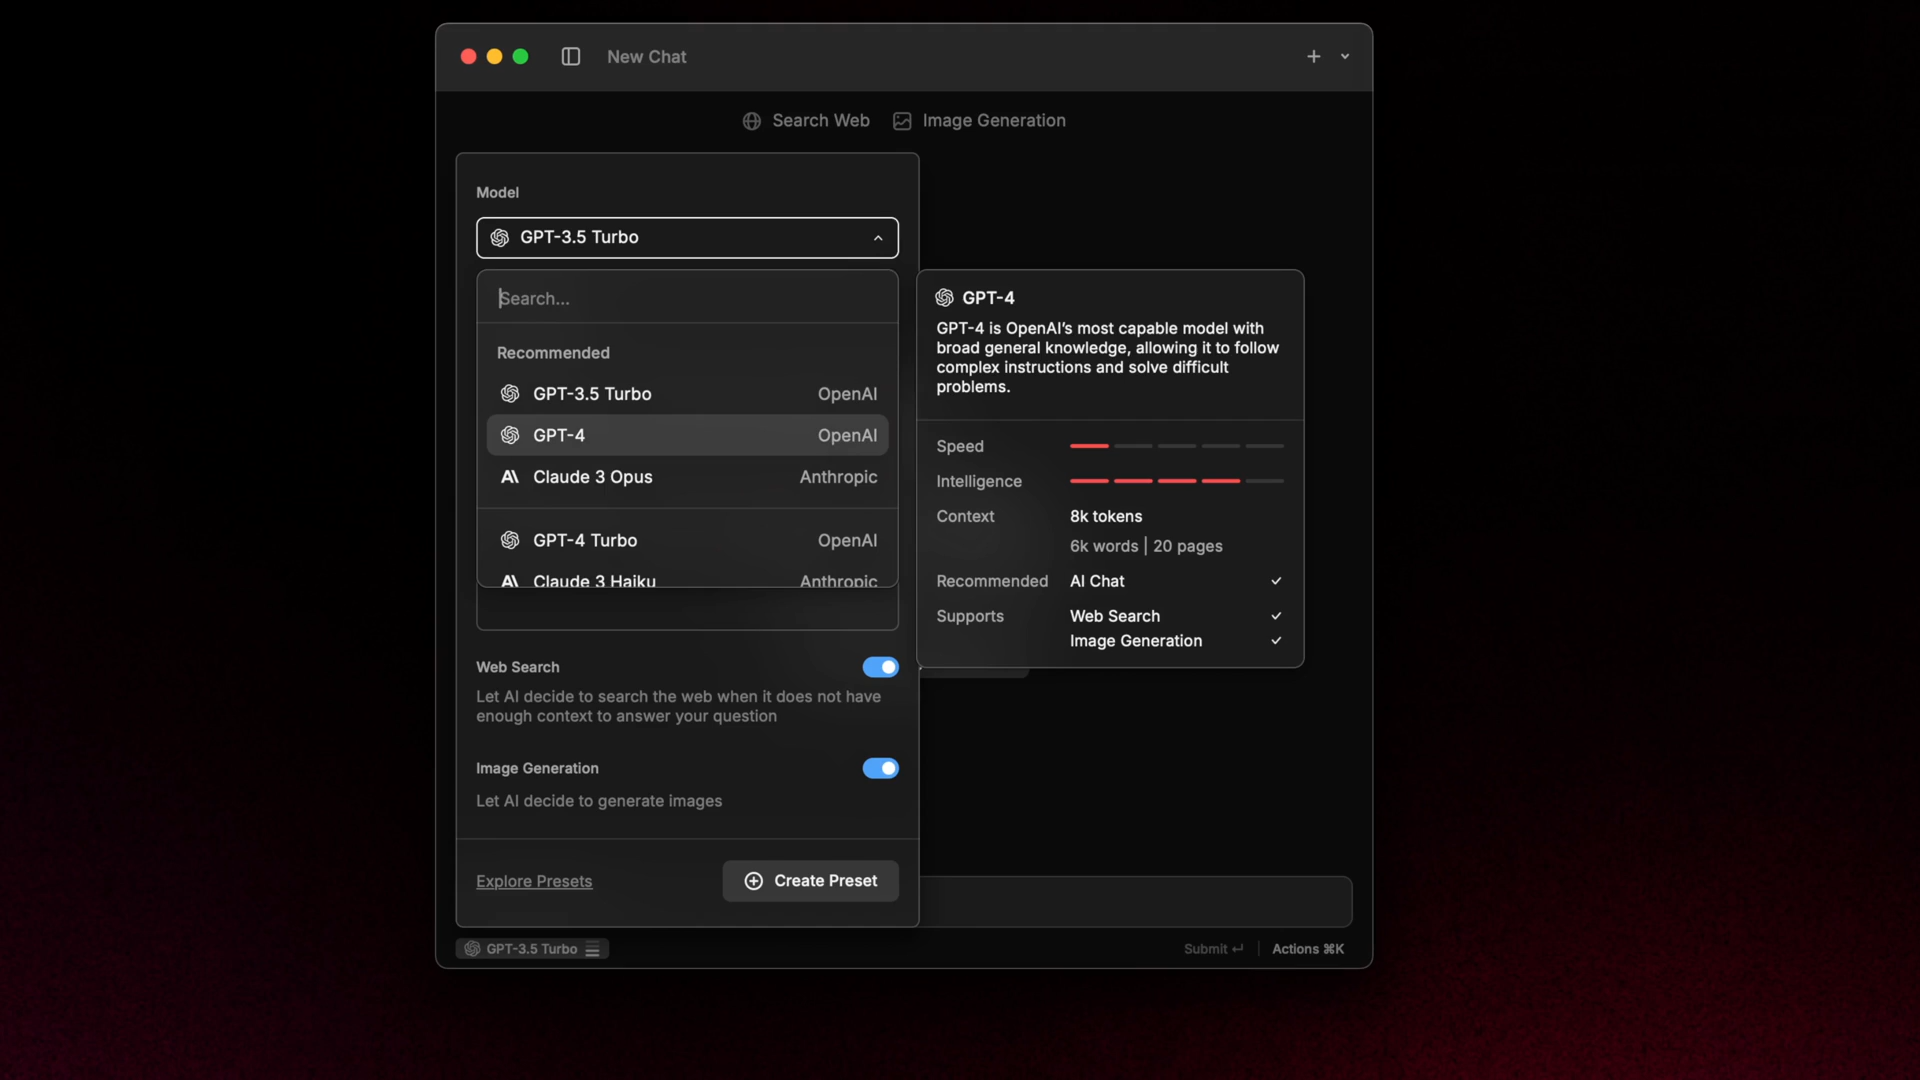 New Chat
Search Web
Image Generation
Model
GPT-3.5 Turbo
Search...
Recommended
GPT-3.5 Turbo OpenAI
GPT-4 OpenAI
Claude 3 Opus Anthropic
GPT-4 Turbo OpenAI
Claude 3 Haiku Anthropic
GPT-4
GPT-4 is OpenAI’s most capable model with
broad general knowledge, allowing it to follow
complex instructions and solve difficult
problems.
Speed
Intelligence
Context 8k tokens
6k words | 20 pages
Recommended AI Chat
Supports Web Search
Image Generation
Web Search
Let AI decide to search the web when it does not have
enough context to answer your question
Image Generation
Let AI decide to generate images
Explore Presets
Create Preset
GPT-3.5 Turbo
Submit ↵
Actions ⌘K